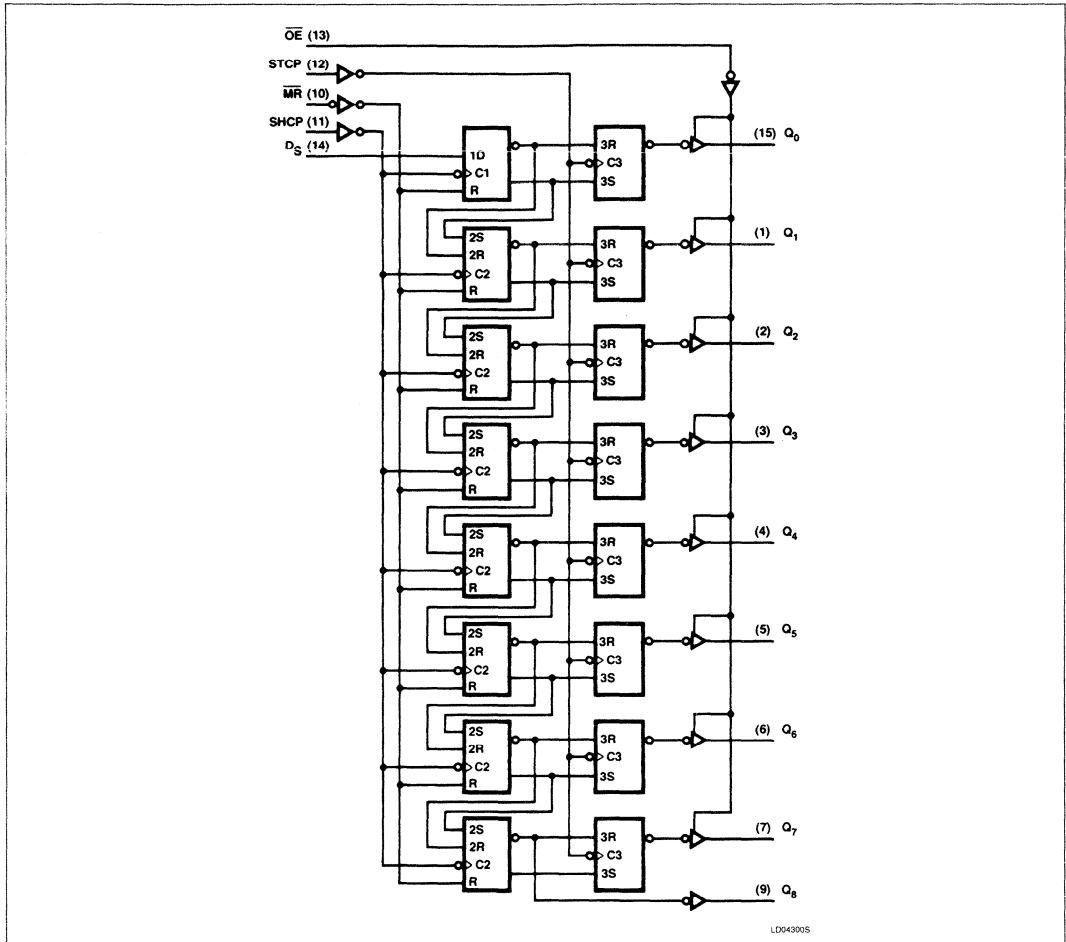 O̅E̅ (13)
STCP (12)
M̅R̅ (10)
SHCP (11)
D_S (14)
1D
C1
R
3R
C3
3S
(15) Q₀
2S
2R
C2
R
3R
C3
3S
(1) Q₁
2S
2R
C2
R
3R
C3
3S
(2) Q₂
2S
2R
C2
R
3R
C3
3S
(3) Q₃
2S
2R
C2
R
3R
C3
3S
(4) Q₄
2S
2R
C2
R
3R
C3
3S
(5) Q₅
2S
2R
C2
R
3R
C3
3S
(6) Q₆
2S
2R
C2
R
3R
C3
3S
(7) Q₇
(9) Q₈
LD04300S